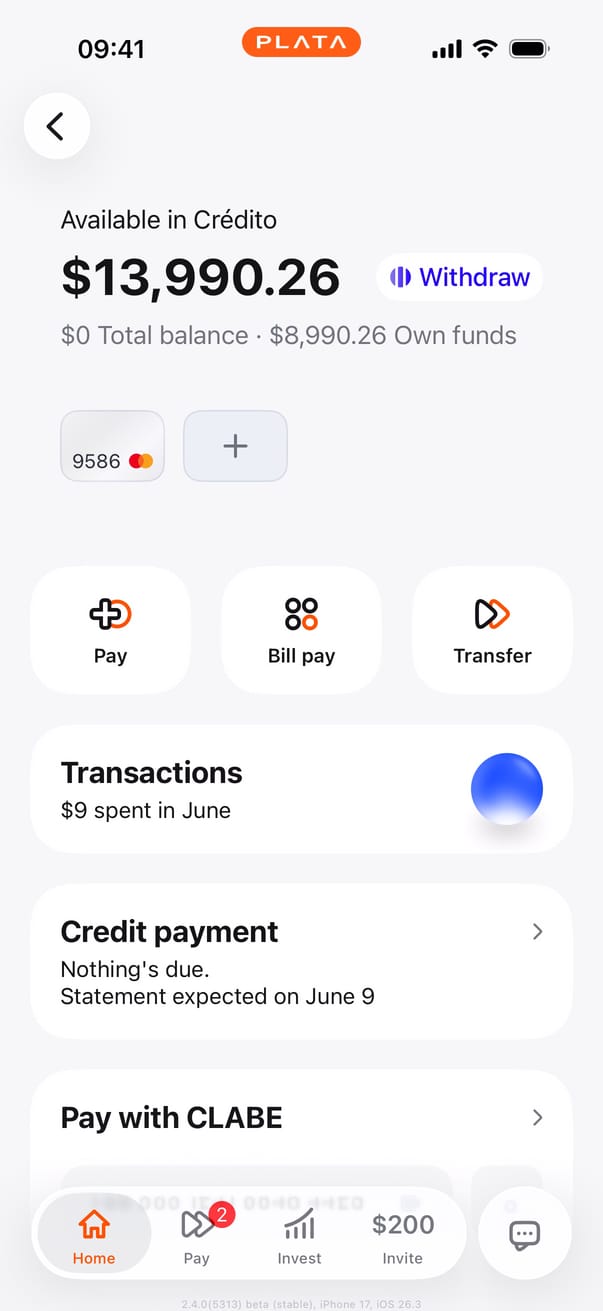 09:41
PLATA
Available in Crédito
$13,990.26
Withdraw
$0 Total balance · $8,990.26 Own funds
9586
Pay
Bill pay
Transfer
Transactions
$9 spent in June
Credit payment
Nothing's due.
Statement expected on June 9
Pay with CLABE
2
$200
Home
Pay
Invest
Invite
2.4.0(5313) beta (stable), iPhone 17, iOS 26.3